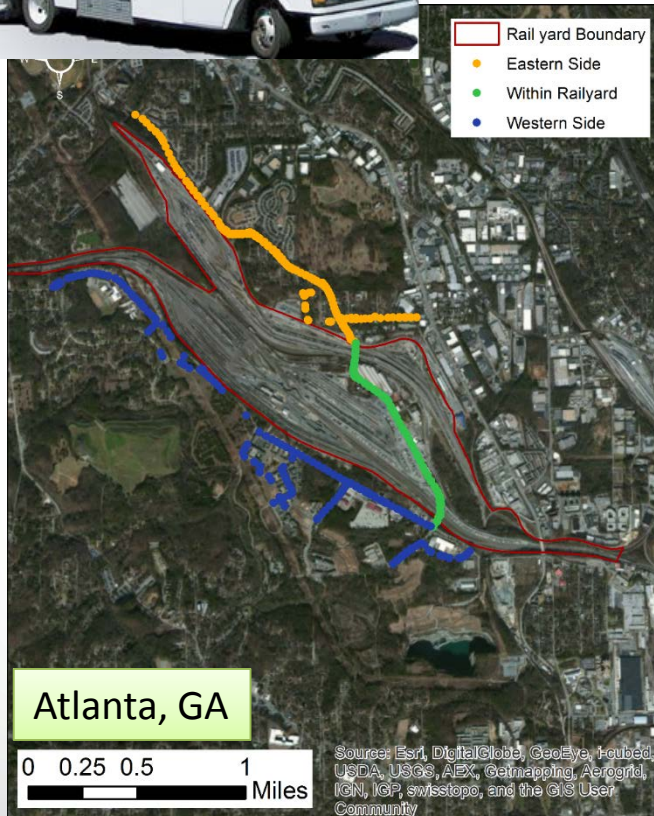 E
S
Rail yard Boundary
Eastern Side
Within Railyard
Western Side
Atlanta, GA
0 0.25 0.5 1
Miles
Source: Esri, DigitalGlobe, GeoEye, i-cubed,
USDA, USGS, AEX, Getmapping, Aerogrid,
IGN, IGP, swisstopo, and the GIS User
Community